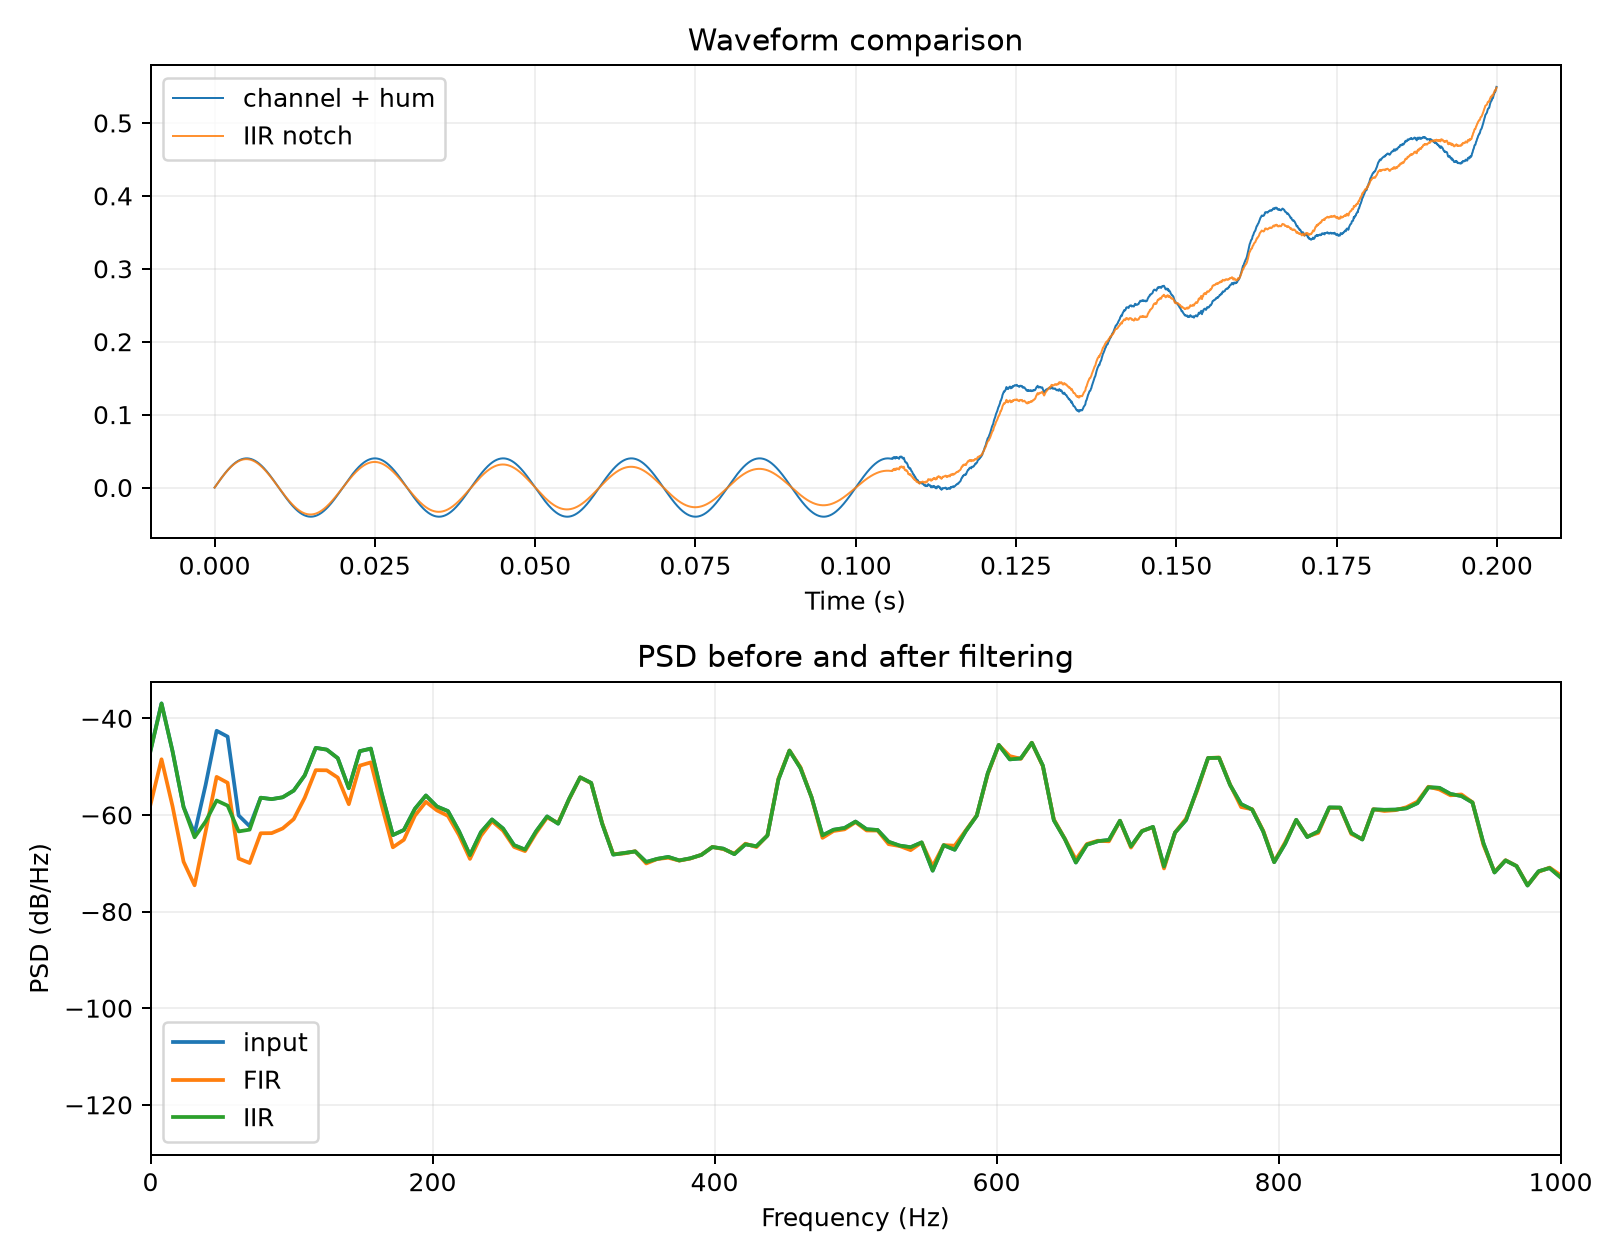 Waveform comparison
channel + hum
IIR notch
0.5
0.4
0.3
0.2
0.1
0.0
0.000 0.025 0.050 0.075 0.100 0.125 0.150 0.175 0.200
Time (s)
PSD before and after filtering
PSD (dB/Hz)
−40
−60
−80
−100
−120
input
FIR
IIR
0 200 400 600 800 1000
Frequency (Hz)